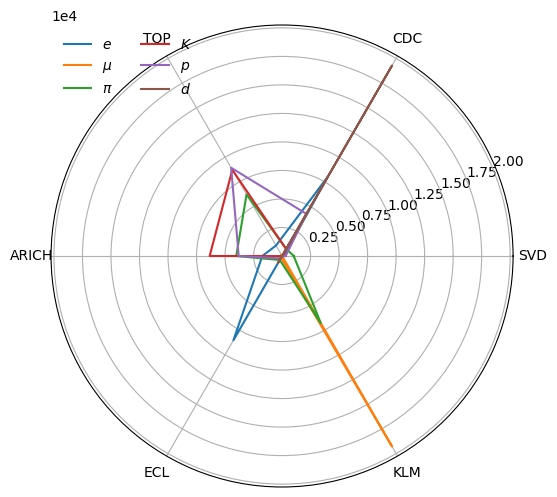 1e4
TOP
CDC
e
K
μ
p
π
d
2.00
1.75
1.50
1.25
1.00
0.75
0.50
0.25
ARICH
SVD
ECL
KLM